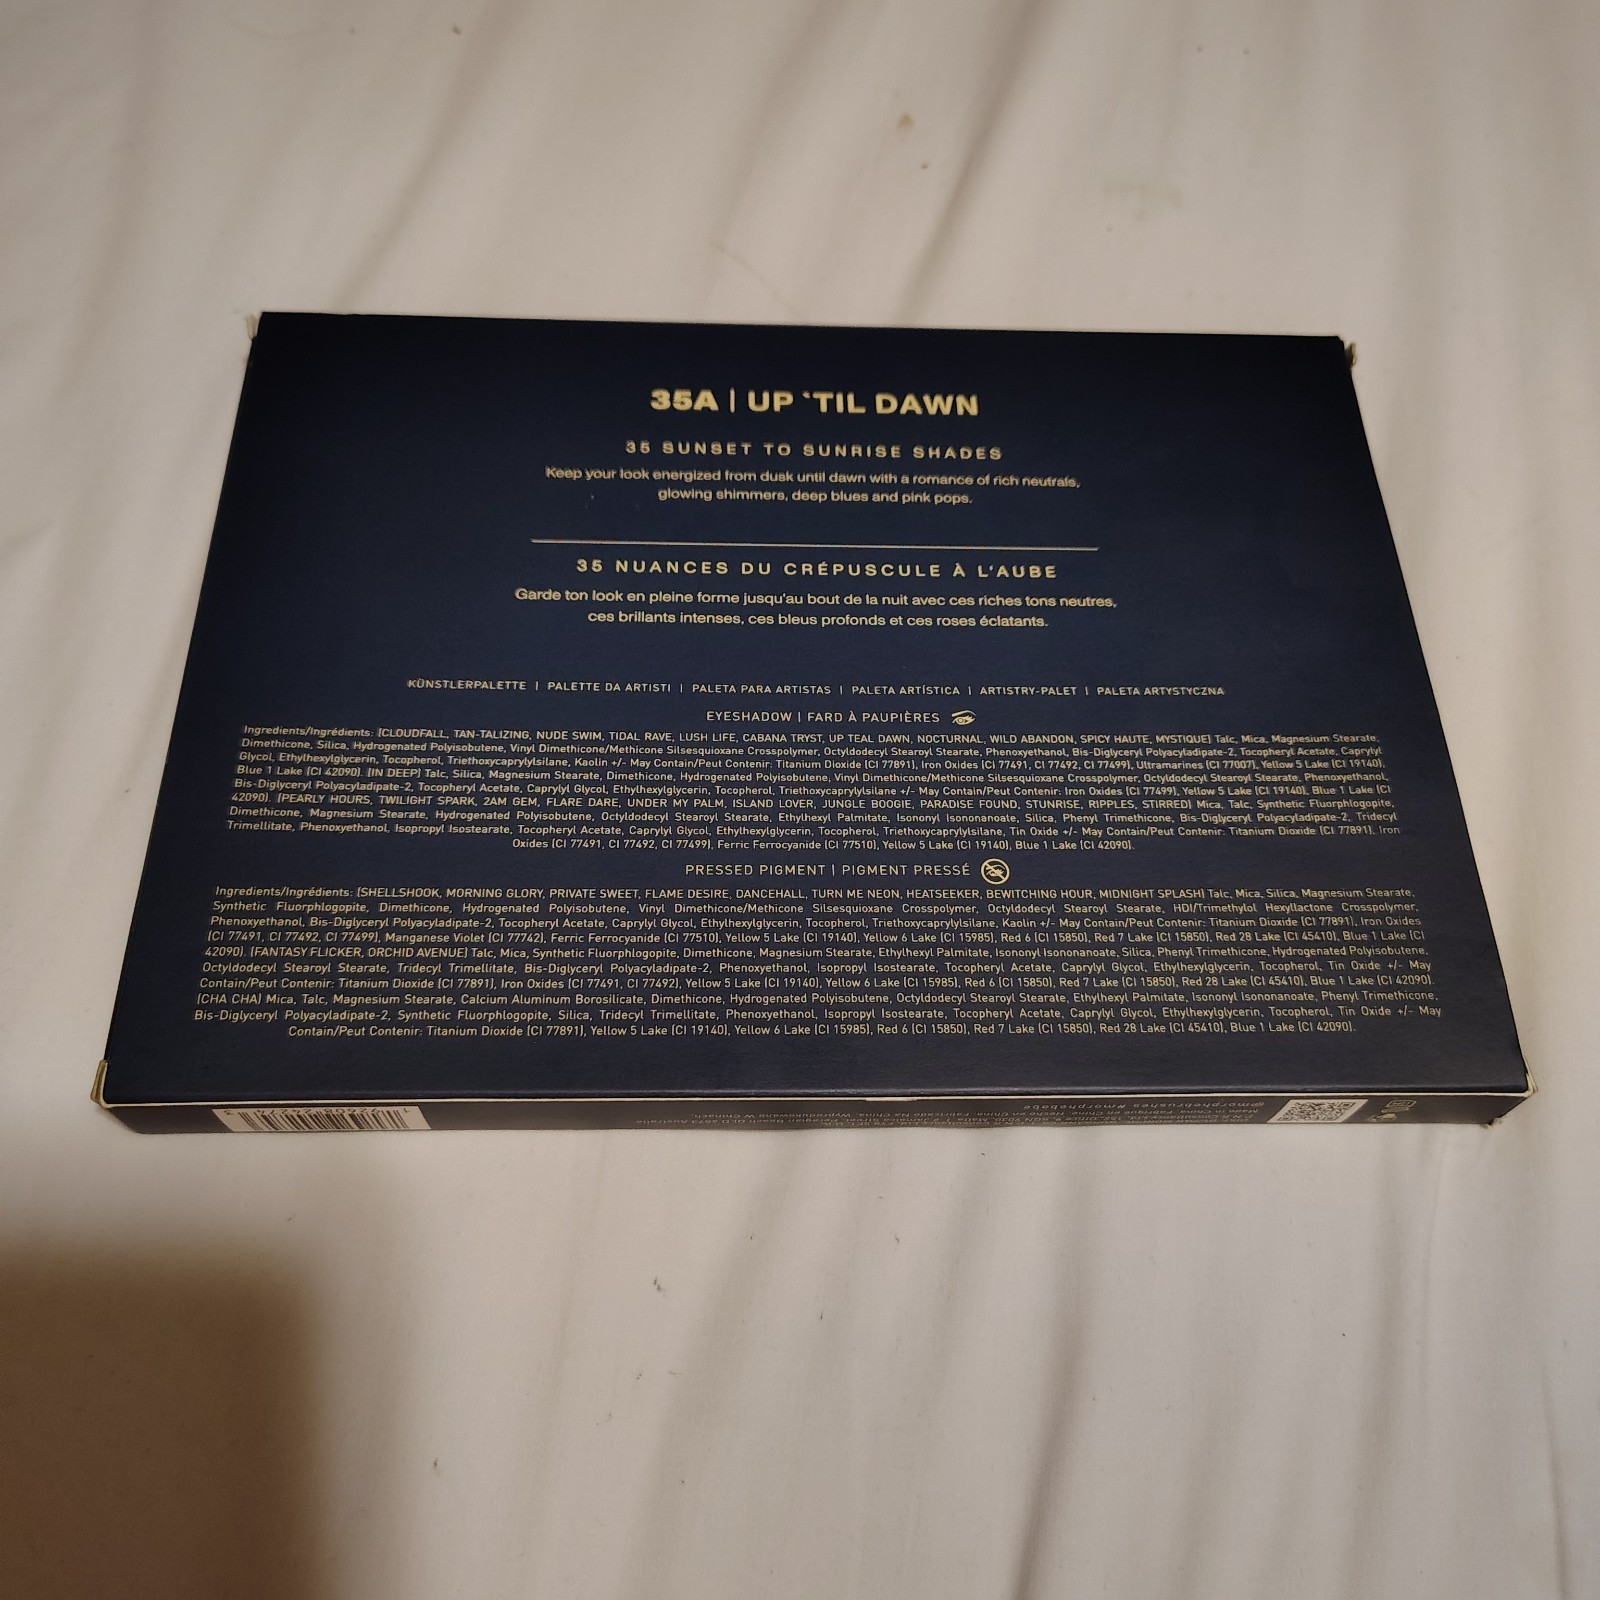 35A | UP 'TIL DAWN
35 SUNSET TO SUNRISE SHADES
Keep your look energized from dusk until dawn with a romance of rich neutrals,
glowing shimmers, deep blues and pink pops.
35 NUANCES DU CRÉPUSCULE À L'AUBE
Garde ton look en pleine forme jusqu'au bout de la nuit avec ces riches tons neutres,
ces brillants intenses, ces bleus profonds et ces roses éclatants.
KÜNSTLERPALETTE | PALETTE DA ARTISTI | PALETA PARA ARTISTAS | PALETA ARTÍSTICA | ARTISTRY-PALET | PALETA ARTYSTYCZNA
EYESHADOW | FARD À PAUPIÈRES
Ingredients/Ingrédients: [CLOUDFALL, TAN-TALIZING, NUDE SWIM, TIDAL RAVE, LUSH LIFE, CABANA TRYST, UP TEAL DAWN, NOCTURNAL, WILD ABANDON, SPICY HAUTE, MYSTIQUE] Talc, Mica, Magnesium Stearate,
Dimethicone, Silica, Hydrogenated Polyisobutene, Vinyl Dimethicone/Methicone Silsesquioxane Crosspolymer, Octyldodecyl Stearoyl Stearate, Phenoxyethanol, Bis-Diglyceryl Polyacyladipate-2, Tocopheryl Acetate, Caprylyl
Glycol, Ethylhexylglycerin, Tocopherol, Triethoxycaprylylsilane, Kaolin +/- May Contain/Peut Contenir: Titanium Dioxide [CI 77891], Iron Oxides [CI 77491, CI 77492, CI 77499], Ultramarines [CI 77007], Yellow 5 Lake [CI 19140],
Blue 1 Lake [CI 42090]. [IN DEEP] Talc, Silica, Magnesium Stearate, Dimethicone, Hydrogenated Polyisobutene, Vinyl Dimethicone/Methicone Silsesquioxane Crosspolymer, Octyldodecyl Stearoyl Stearate, Phenoxyethanol,
Bis-Diglyceryl Polyacyladipate-2, Tocopheryl Acetate, Caprylyl Glycol, Ethylhexylglycerin, Tocopherol, Triethoxycaprylylsilane +/- May Contain/Peut Contenir: Iron Oxides [CI 77499], Yellow 5 Lake [CI 19140], Blue 1 Lake [CI
42090]. [PEARLY HOURS, TWILIGHT SPARK, 2AM GEM, FLARE DARE, UNDER MY PALM, ISLAND LOVER, JUNGLE BOOGIE, PARADISE FOUND, STUNRISE, RIPPLES, STIRRED] Mica, Talc, Synthetic Fluorphlogopite,
Dimethicone, Magnesium Stearate, Hydrogenated Polyisobutene, Octyldodecyl Stearoyl Stearate, Ethylhexyl Palmitate, Isononyl Isononanoate, Silica, Phenyl Trimethicone, Bis-Diglyceryl Polyacyladipate-2, Tridecyl
Trimellitate, Phenoxyethanol, Isopropyl Isostearate, Tocopheryl Acetate, Caprylyl Glycol, Ethylhexylglycerin, Tocopherol, Triethoxycaprylylsilane, Tin Oxide +/- May Contain/Peut Contenir: Titanium Dioxide [CI 77891], Iron
Oxides [CI 77491, CI 77492, CI 77499], Ferric Ferrocyanide [CI 77510], Yellow 5 Lake [CI 19140], Blue 1 Lake [CI 42090].
PRESSED PIGMENT | PIGMENT PRESSÉ
Ingredients/Ingrédients: [SHELLSHOOK, MORNING GLORY, PRIVATE SWEET, FLAME DESIRE, DANCEHALL, TURN ME NEON, HEATSEEKER, BEWITCHING HOUR, MIDNIGHT SPLASH] Talc, Mica, Silica, Magnesium Stearate,
Synthetic Fluorphlogopite, Dimethicone, Hydrogenated Polyisobutene, Vinyl Dimethicone/Methicone Silsesquioxane Crosspolymer, Octyldodecyl Stearoyl Stearate, HDI/Trimethylol Hexyllactone Crosspolymer,
Phenoxyethanol, Bis-Diglyceryl Polyacyladipate-2, Tocopheryl Acetate, Caprylyl Glycol, Ethylhexylglycerin, Tocopherol, Triethoxycaprylylsilane, Kaolin +/- May Contain/Peut Contenir: Titanium Dioxide [CI 77891], Iron Oxides
[CI 77491, CI 77492, CI 77499], Manganese Violet [CI 77742], Ferric Ferrocyanide [CI 77510], Yellow 5 Lake [CI 19140], Yellow 6 Lake [CI 15985], Red 6 [CI 15850], Red 7 Lake [CI 15850], Red 28 Lake [CI 45410], Blue 1 Lake [CI
42090]. [FANTASY FLICKER, ORCHID AVENUE] Talc, Mica, Synthetic Fluorphlogopite, Dimethicone, Magnesium Stearate, Ethylhexyl Palmitate, Isononyl Isononanoate, Silica, Phenyl Trimethicone, Hydrogenated Polyisobutene,
Octyldodecyl Stearoyl Stearate, Tridecyl Trimellitate, Bis-Diglyceryl Polyacyladipate-2, Phenoxyethanol, Isopropyl Isostearate, Tocopheryl Acetate, Caprylyl Glycol, Ethylhexylglycerin, Tocopherol, Tin Oxide +/- May
Contain/Peut Contenir: Titanium Dioxide [CI 77891], Iron Oxides [CI 77491, CI 77492], Yellow 5 Lake [CI 19140], Yellow 6 Lake [CI 15985], Red 6 [CI 15850], Red 7 Lake [CI 15850], Red 28 Lake [CI 45410], Blue 1 Lake [CI 42090].
[CHA CHA] Mica, Talc, Magnesium Stearate, Calcium Aluminum Borosilicate, Dimethicone, Hydrogenated Polyisobutene, Octyldodecyl Stearoyl Stearate, Ethylhexyl Palmitate, Isononyl Isononanoate, Phenyl Trimethicone,
Bis-Diglyceryl Polyacyladipate-2, Synthetic Fluorphlogopite, Silica, Tridecyl Trimellitate, Phenoxyethanol, Isopropyl Isostearate, Tocopheryl Acetate, Caprylyl Glycol, Ethylhexylglycerin, Tocopherol, Tin Oxide +/- May
Contain/Peut Contenir: Titanium Dioxide [CI 77891], Yellow 5 Lake [CI 19140], Yellow 6 Lake [CI 15985], Red 6 [CI 15850], Red 7 Lake [CI 15850], Red 28 Lake [CI 45410], Blue 1 Lake [CI 42090].
@morphebrushes #morphebabe